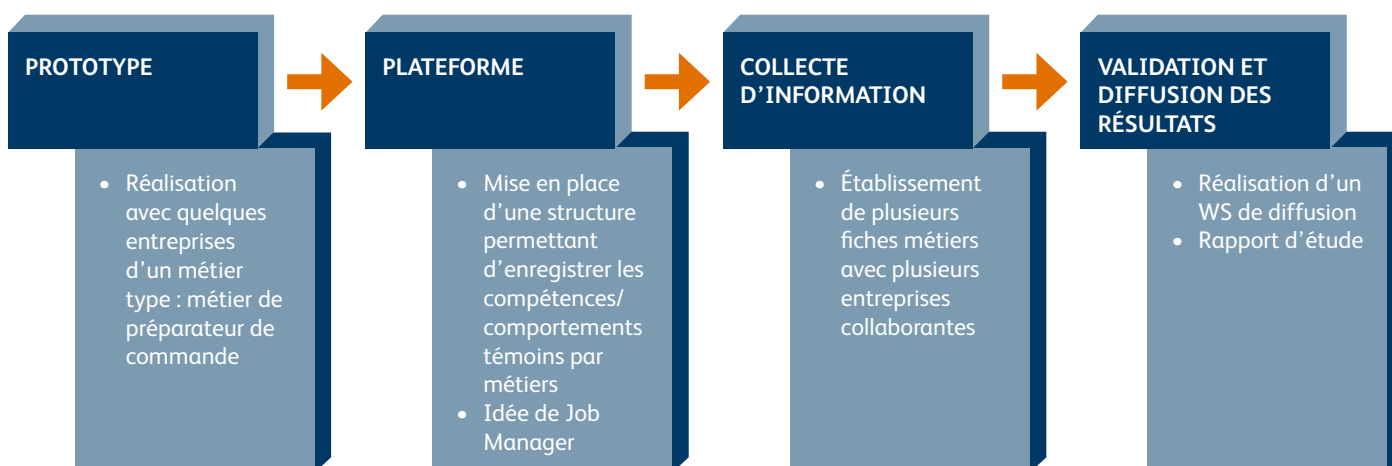 PROTOTYPE
• Réalisation
avec quelques
entreprises
d’un métier
type : métier de
préparateur de
commande
PLATEFORME
• Mise en place
d’une structure
permettant
d’enregistrer les
compétences/
comportements
témoins par
métiers
• Idée de Job
Manager
COLLECTE
D’INFORMATION
• Établissement
de plusieurs
fiches métiers
avec plusieurs
entreprises
collaborantes
VALIDATION ET
DIFFUSION DES
RÉSULTATS
• Réalisation d’un
WS de diffusion
• Rapport d’étude